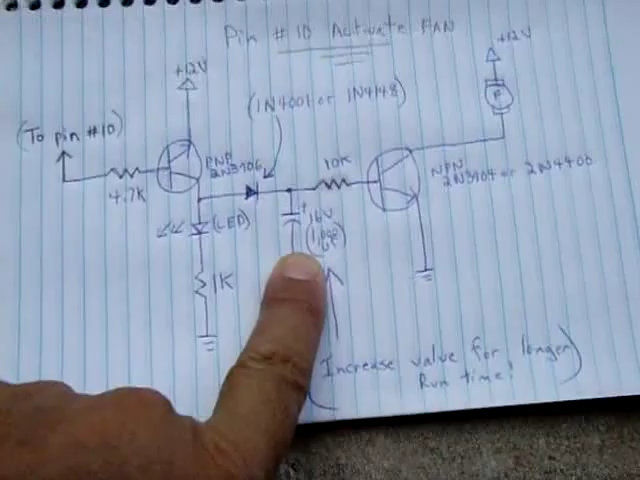 Pin #10 Activate FAN
+12V
+12V
(1N4001 or 1N4148)
(To pin #10)
PNP
2N3906
10K
NPN
2N3904 or 2N4400
4.7K
(LED)
+
16V
F
1K
(Increase value for longer
Run time!)